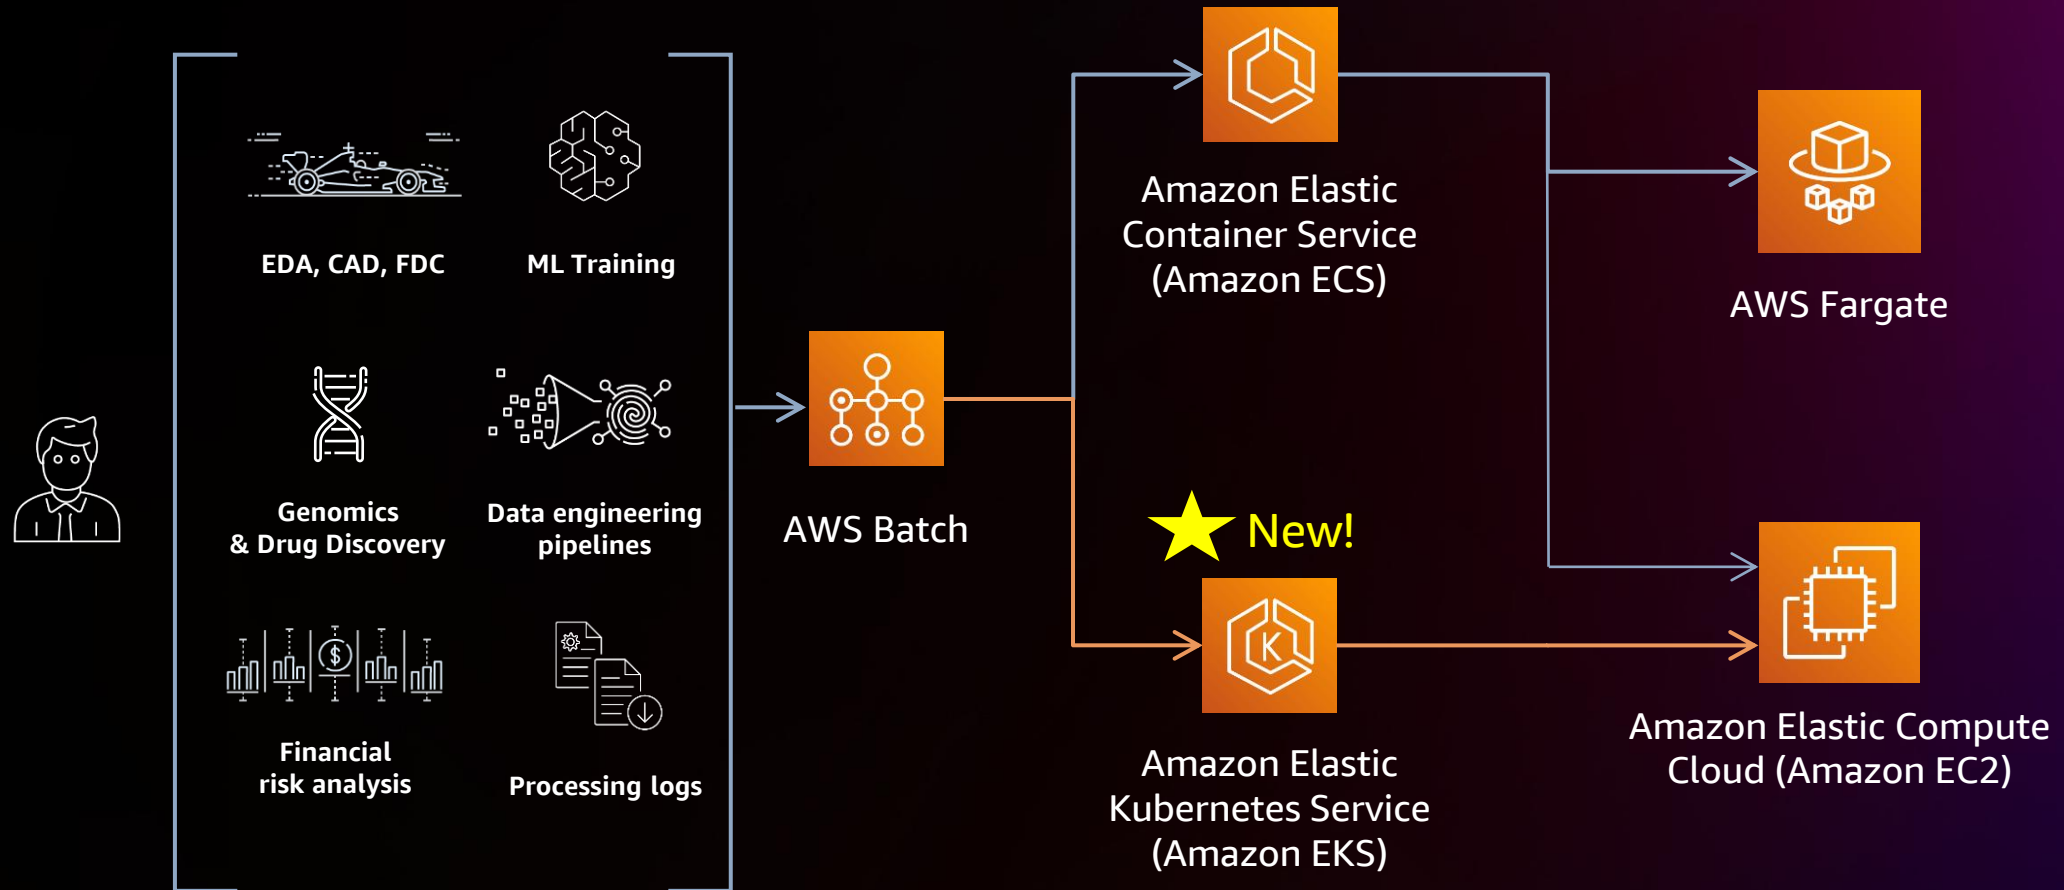 EDA, CAD, FDC
ML Training
Genomics
& Drug Discovery
Data engineering
pipelines
$
Financial
risk analysis
Processing logs
AWS Batch
Amazon Elastic
Container Service
(Amazon ECS)
New!
K
Amazon Elastic
Kubernetes Service
(Amazon EKS)
AWS Fargate
Amazon Elastic Compute
Cloud (Amazon EC2)